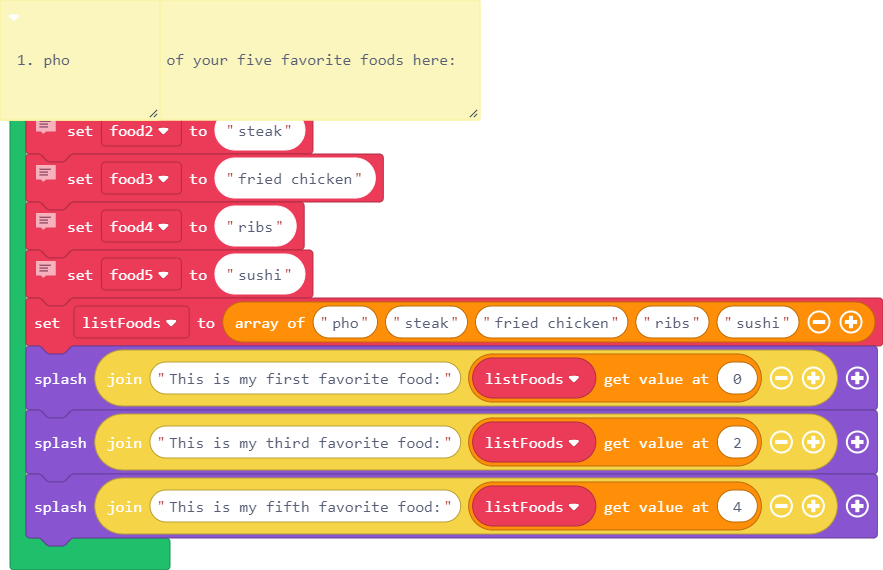 of your five favorite foods here:
1. pho
set food2 to "steak"
set food3 to "fried chicken"
set food4 to "ribs"
set food5 to "sushi"
set listFoods to array of "pho" "steak" "fried chicken" "ribs" "sushi"
splash join "This is my first favorite food:" listFoods get value at 0
splash join "This is my third favorite food:" listFoods get value at 2
splash join "This is my fifth favorite food:" listFoods get value at 4